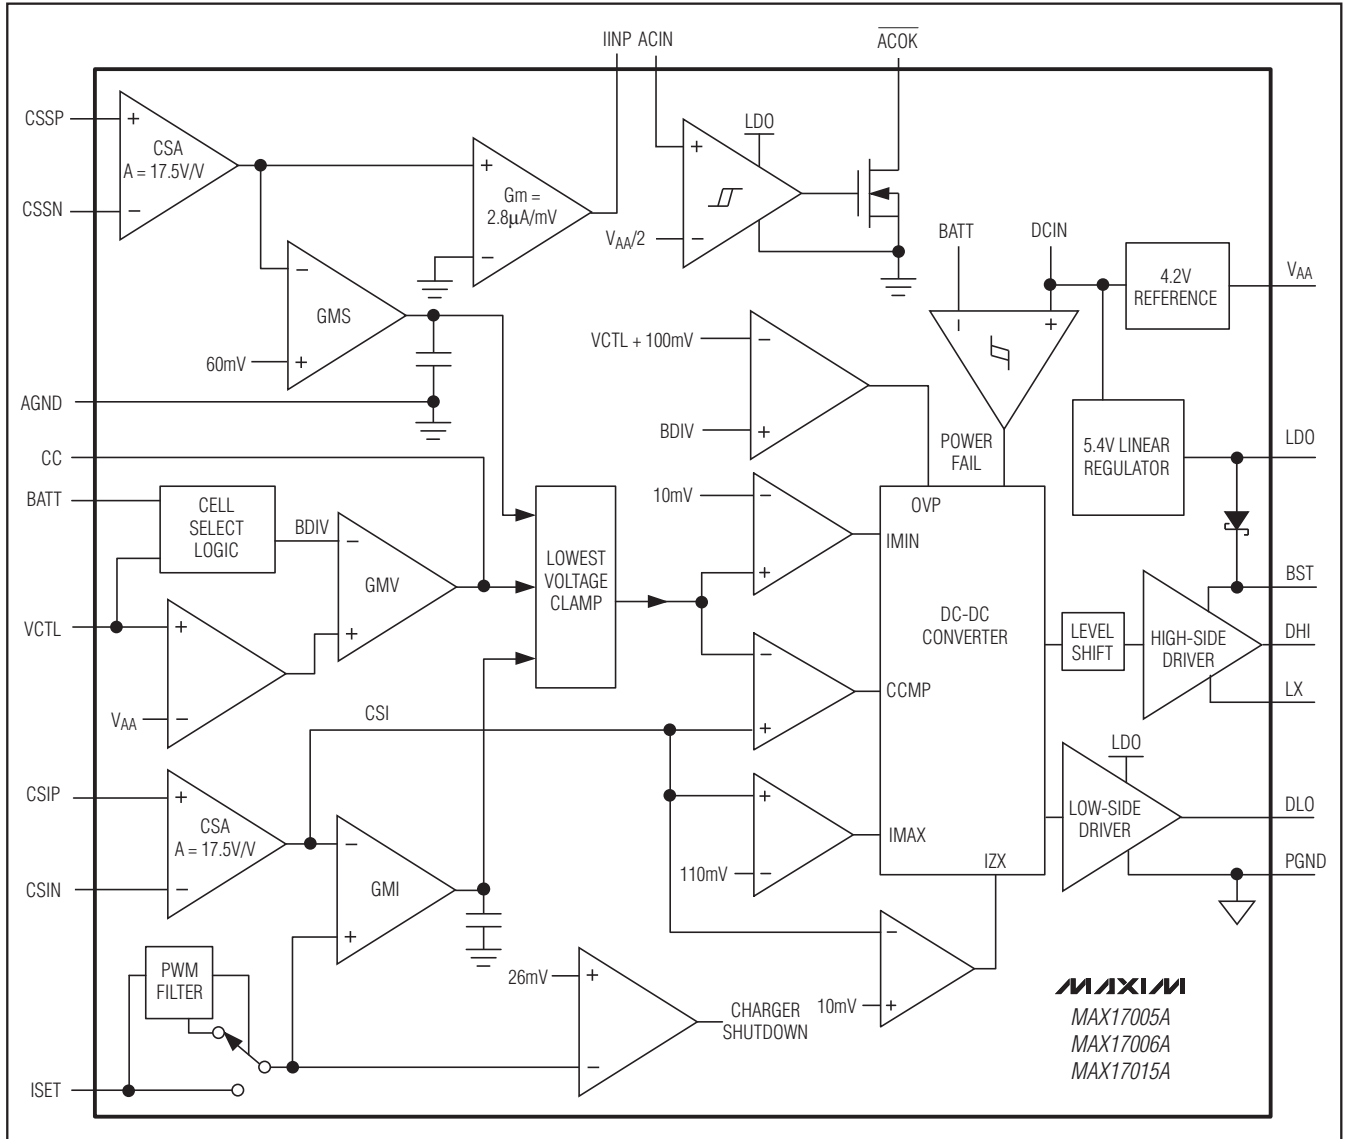 IINP ACIN
ACOK
CSSP
+
CSA
A = 17.5V/V
CSSN
−
+
Gm =
2.8µA/mV
−
LDO
+
VAA/2
−
BATT
DCIN
−
+
4.2V
REFERENCE
VAA
−
GMS
60mV
+
VCTL + 100mV
−
BDIV
+
POWER
FAIL
5.4V LINEAR
REGULATOR
LDO
AGND
CC
BATT
CELL
SELECT
LOGIC
BDIV
−
GMV
+
VCTL
+
VAA
−
LOWEST
VOLTAGE
CLAMP
10mV
−
+
−
CCMP
+
OVP
IMIN
DC-DC
CONVERTER
LEVEL
SHIFT
HIGH-SIDE
DRIVER
BST
DHI
LX
CSI
CSIP
+
CSA
A = 17.5V/V
CSIN
−
−
GMI
+
+
110mV
−
IMAX
IZX
LDO
LOW-SIDE
DRIVER
DLO
PGND
PWM
FILTER
ISET
26mV
+
−
CHARGER
SHUTDOWN
−
10mV
+
MAXIM
MAX17005A
MAX17006A
MAX17015A